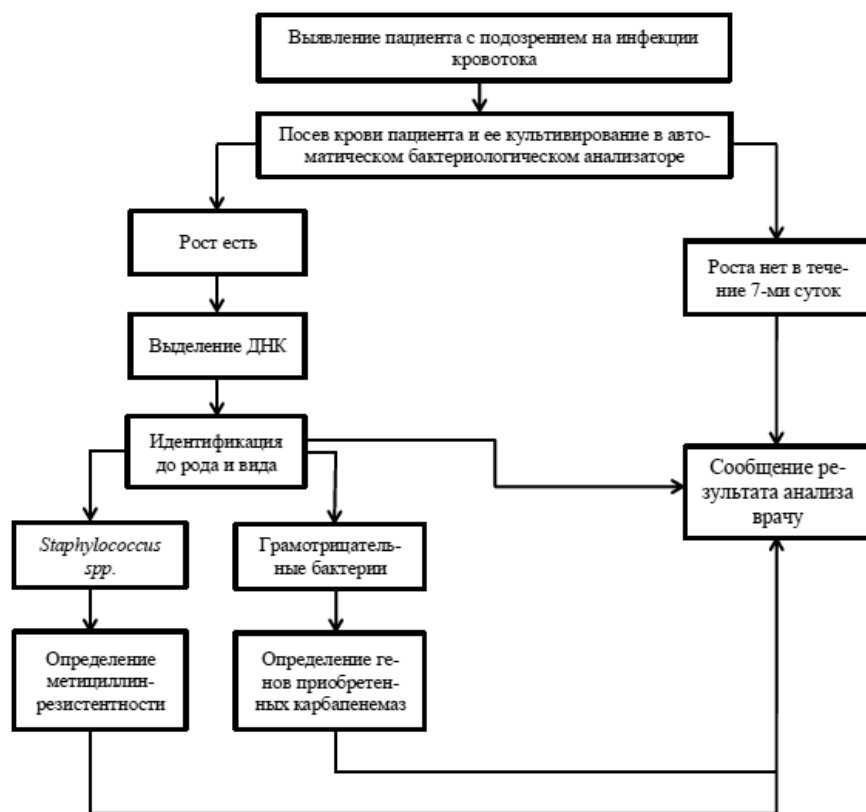 Выявление пациента с подозрением на инфекции
кровотока
Посев крови пациента и ее культивирование в авто-
матическом бактериологическом анализаторе
Рост есть
Роста нет в тече-
ние 7-ми суток
Выделение ДНК
Идентификация
до рода и вида
Сообщение ре-
зультата анализа
врачу
Staphylococcus
spp.
Грамотрицатель-
ные бактерии
Определение
метициллин-
резистентности
Определение ге-
нов приобретен-
ных карбапенемаз